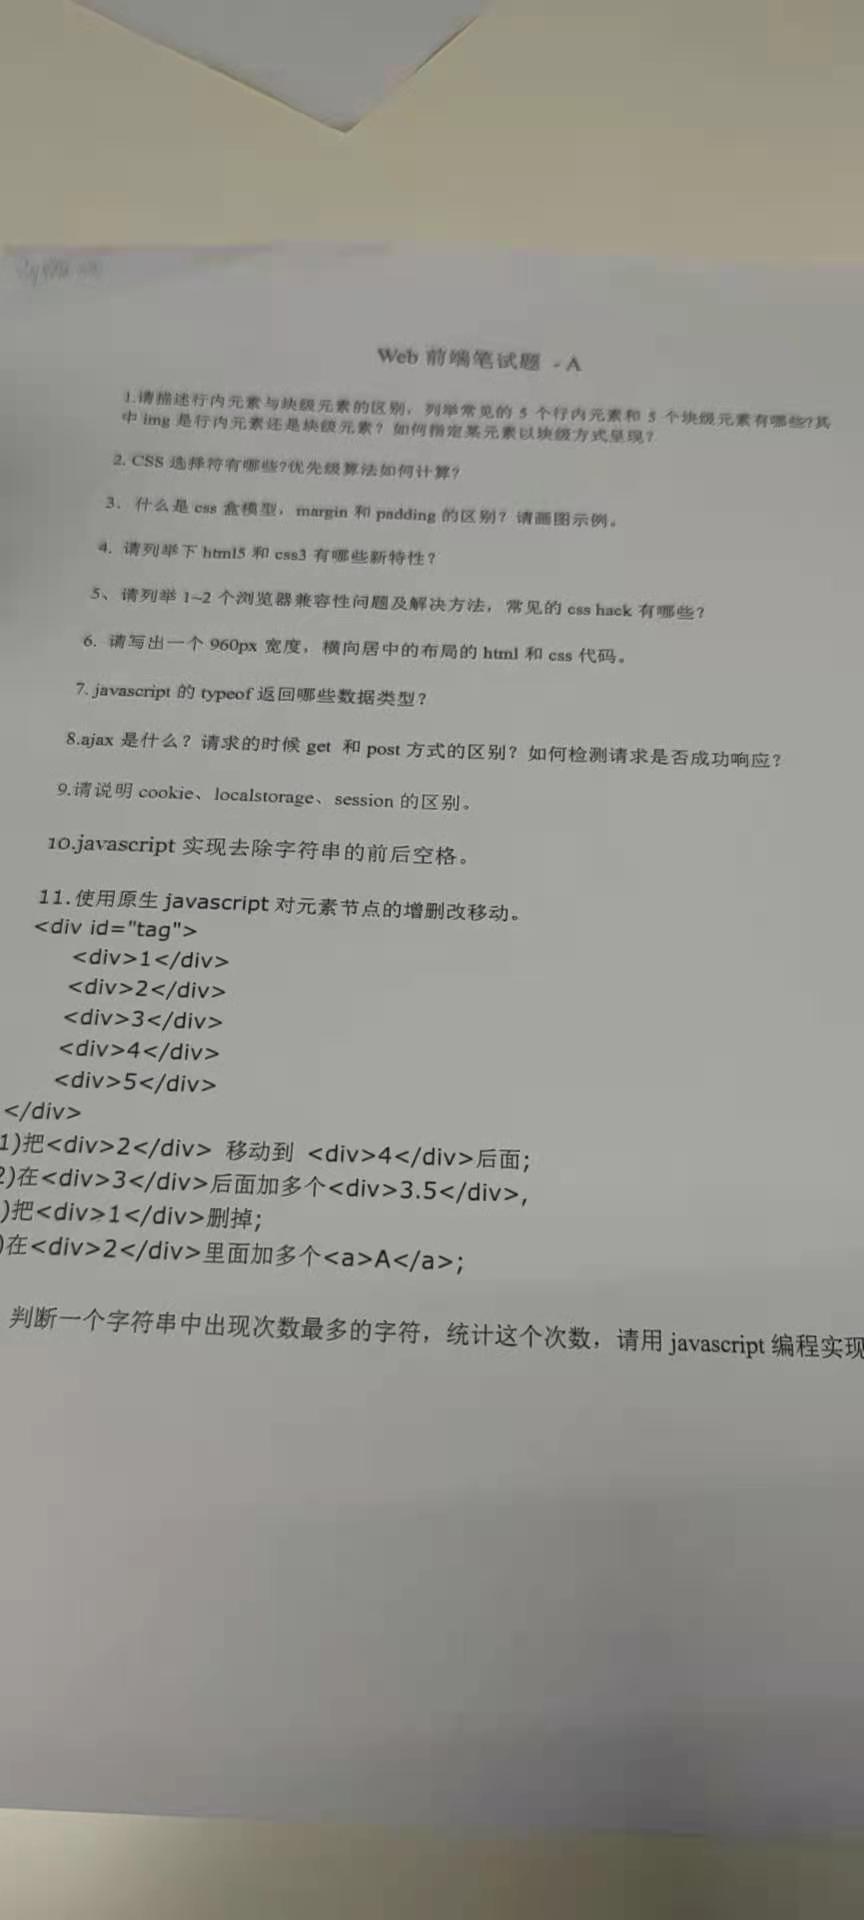 Web 前端笔试题 - A
1.请描述行内元素与块级元素的区别，列举常见的 5 个行内元素和 5 个块级元素有哪些?其
中 img 是行内元素还是块级元素？如何指定某元素以块级方式呈现？
2. CSS 选择符有哪些?优先级算法如何计算?
3．什么是 css 盒模型，margin 和 padding 的区别？请画图示例。
4. 请列举下 html5 和 css3 有哪些新特性？
5、请列举 1~2 个浏览器兼容性问题及解决方法，常见的 css hack 有哪些？
6. 请写出一个 960px 宽度，横向居中的布局的 html 和 css 代码。
7. javascript 的 typeof 返回哪些数据类型？
8.ajax 是什么？请求的时候 get 和 post 方式的区别？如何检测请求是否成功响应？
9.请说明 cookie、localstorage、session 的区别。
10.javascript 实现去除字符串的前后空格。
11.使用原生 javascript 对元素节点的增删改移动。
<div id="tag">
<div>1</div>
<div>2</div>
<div>3</div>
<div>4</div>
<div>5</div>
</div>
1)把<div>2</div> 移动到 <div>4</div>后面;
2)在<div>3</div>后面加多个<div>3.5</div>,
)把<div>1</div>删掉;
)在<div>2</div>里面加多个<a>A</a>;
判断一个字符串中出现次数最多的字符，统计这个次数，请用 javascript 编程实现